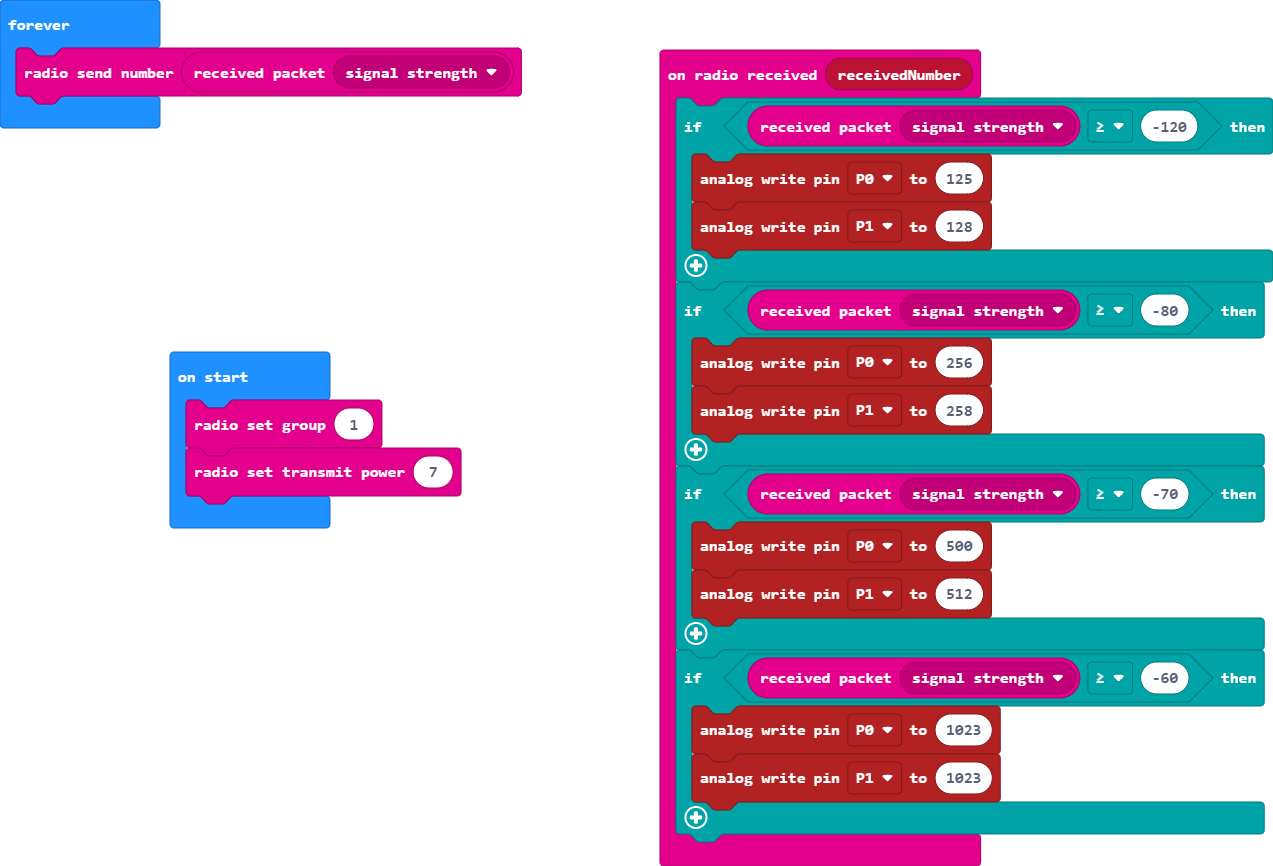 forever
radio send number received packet signal strength
on start
radio set group 1
radio set transmit power 7
on radio received receivedNumber
if received packet signal strength ≥ -120 then
analog write pin P0 to 125
analog write pin P1 to 128
if received packet signal strength ≥ -80 then
analog write pin P0 to 256
analog write pin P1 to 258
if received packet signal strength ≥ -70 then
analog write pin P0 to 500
analog write pin P1 to 512
if received packet signal strength ≥ -60 then
analog write pin P0 to 1023
analog write pin P1 to 1023